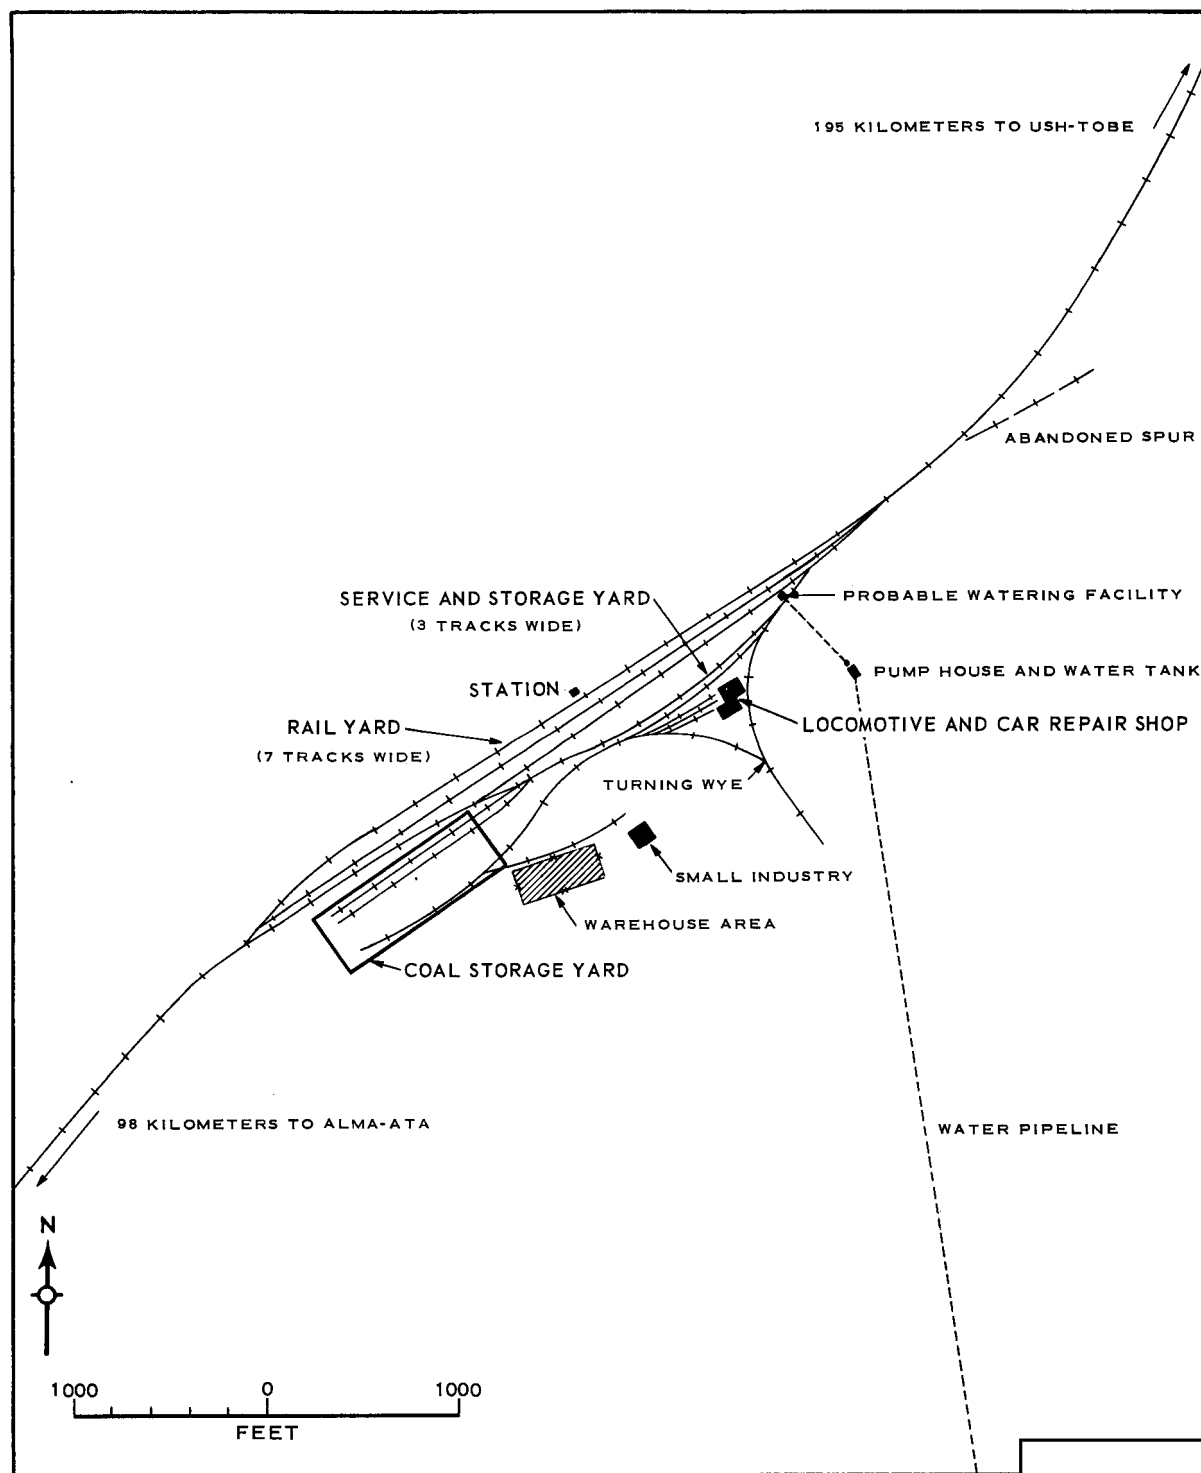 195 KILOMETERS TO USH-TOBE
ABANDONED SPUR
SERVICE AND STORAGE YARD
(3 TRACKS WIDE)
PROBABLE WATERING FACILITY
PUMP HOUSE AND WATER TANK
STATION
RAIL YARD
(7 TRACKS WIDE)
LOCOMOTIVE AND CAR REPAIR SHOP
TURNING WYE
SMALL INDUSTRY
WAREHOUSE AREA
COAL STORAGE YARD
98 KILOMETERS TO ALMA-ATA
WATER PIPELINE
N
1000 0 1000
FEET